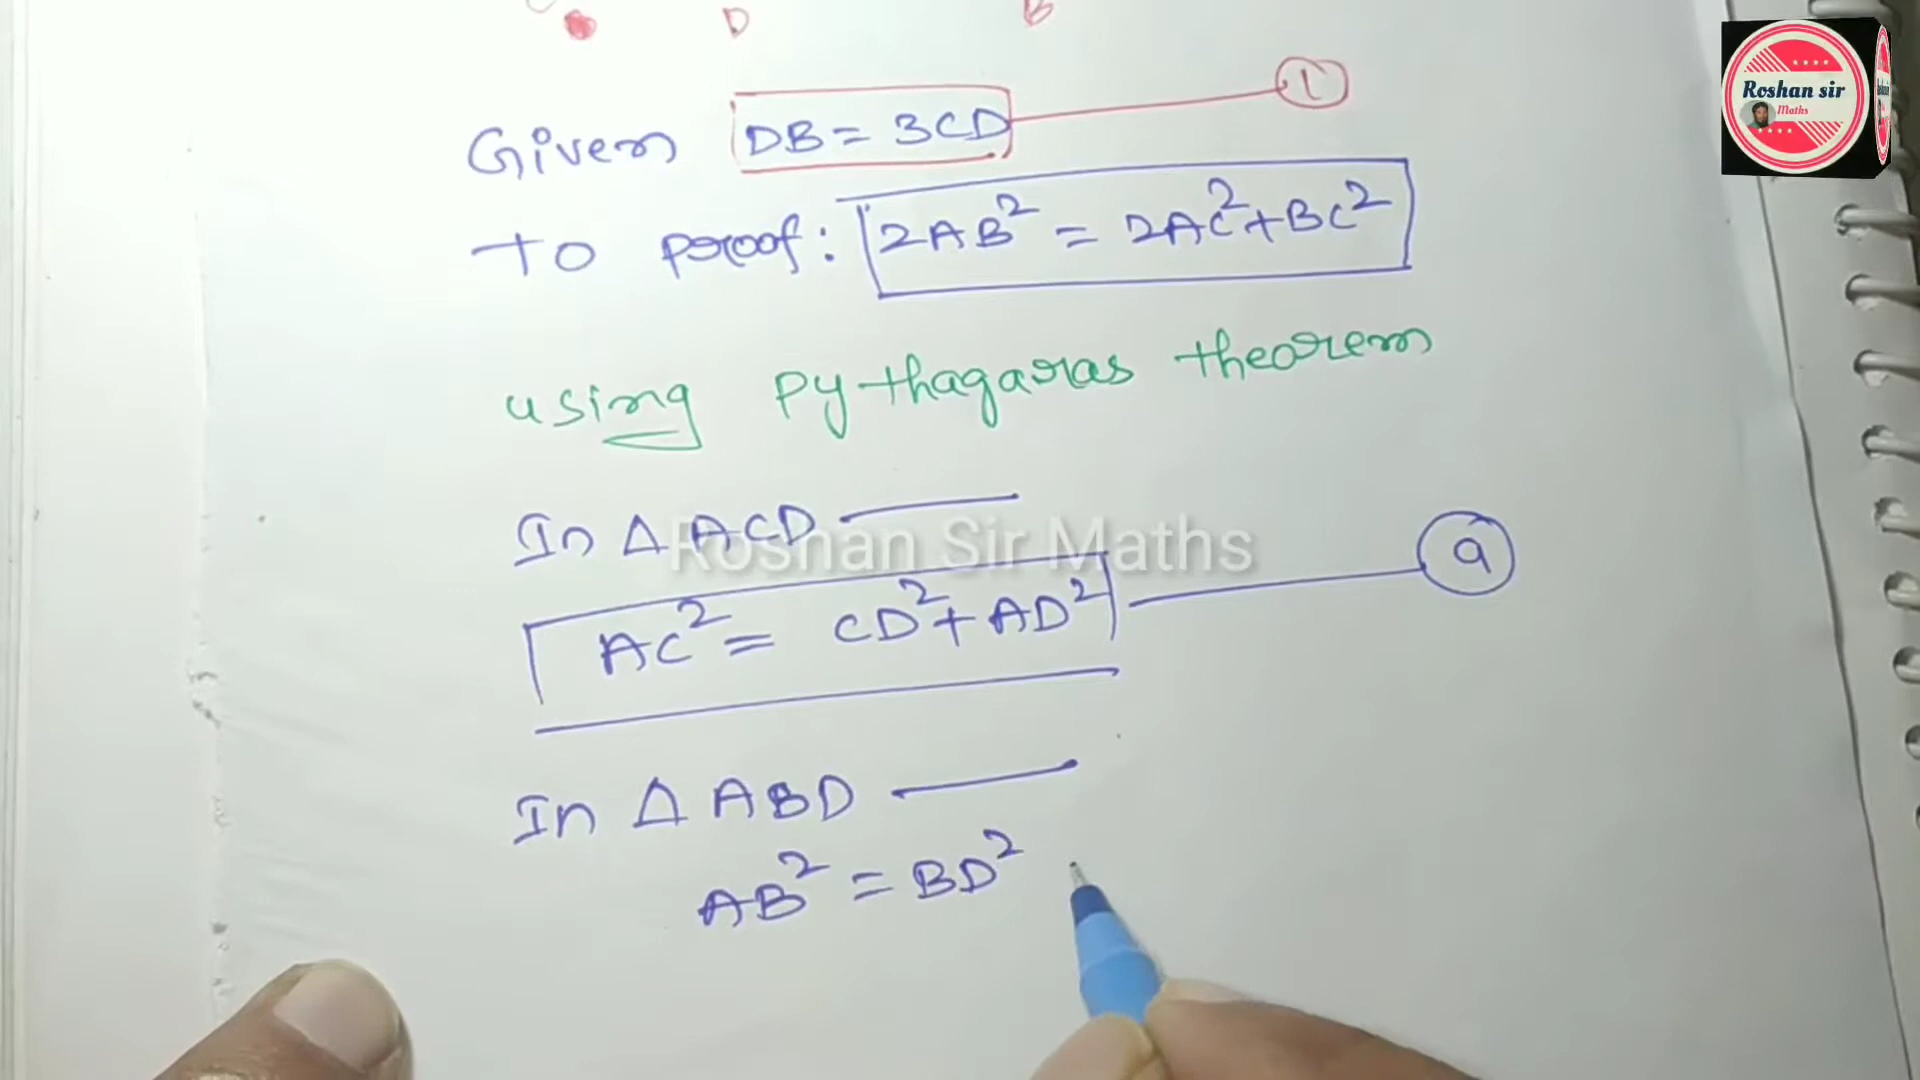 D B
1
Given DB = 3CD
To proof: 2AB² = 2AC² + BC²
using Pythagaras theorem
In Δ ACD
AC² = CD² + AD²
a
In Δ ABD
AB² = BD²
Roshan Sir Maths
Roshan sir
Maths